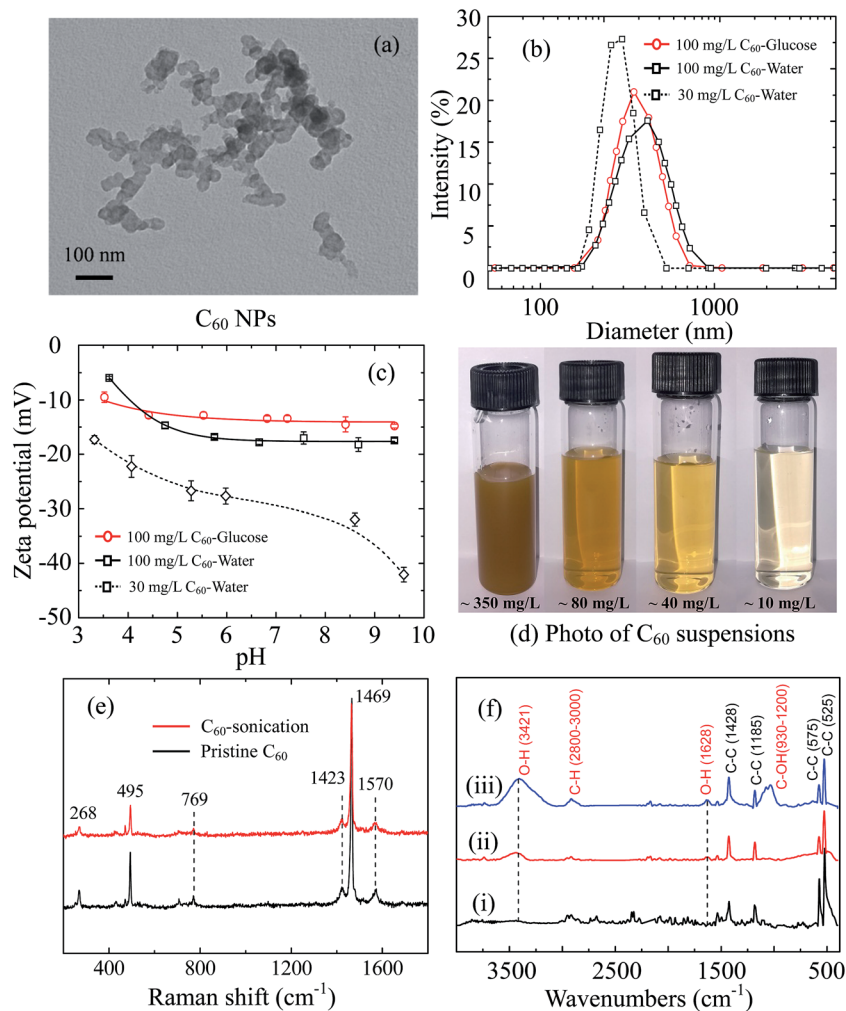 (a)
100 nm
C₆₀ NPs
(b)
100 mg/L C₆₀-Glucose
100 mg/L C₆₀-Water
30 mg/L C₆₀-Water
Intensity (%)
30
25
20
15
10
5
0
100 1000
Diameter (nm)
(c)
Zeta potential (mV)
0
-10
-20
-30
-40
-50
100 mg/L C₆₀-Glucose
100 mg/L C₆₀-Water
30 mg/L C₆₀-Water
3 4 5 6 7 8 9 10
pH
~ 350 mg/L ~ 80 mg/L ~ 40 mg/L ~ 10 mg/L
(d) Photo of C₆₀ suspensions
(e)
C₆₀-sonication
Pristine C₆₀
268
495
769
1423
1469
1570
400 800 1200 1600
Raman shift (cm⁻¹)
(f)
O-H (3421)
C-H (2800-3000)
O-H (1628)
C-C (1428)
C-C (1185)
C-OH(930-1200)
C-C (575)
C-C (525)
(iii)
(ii)
(i)
3500 2500 1500 500
Wavenumbers (cm⁻¹)